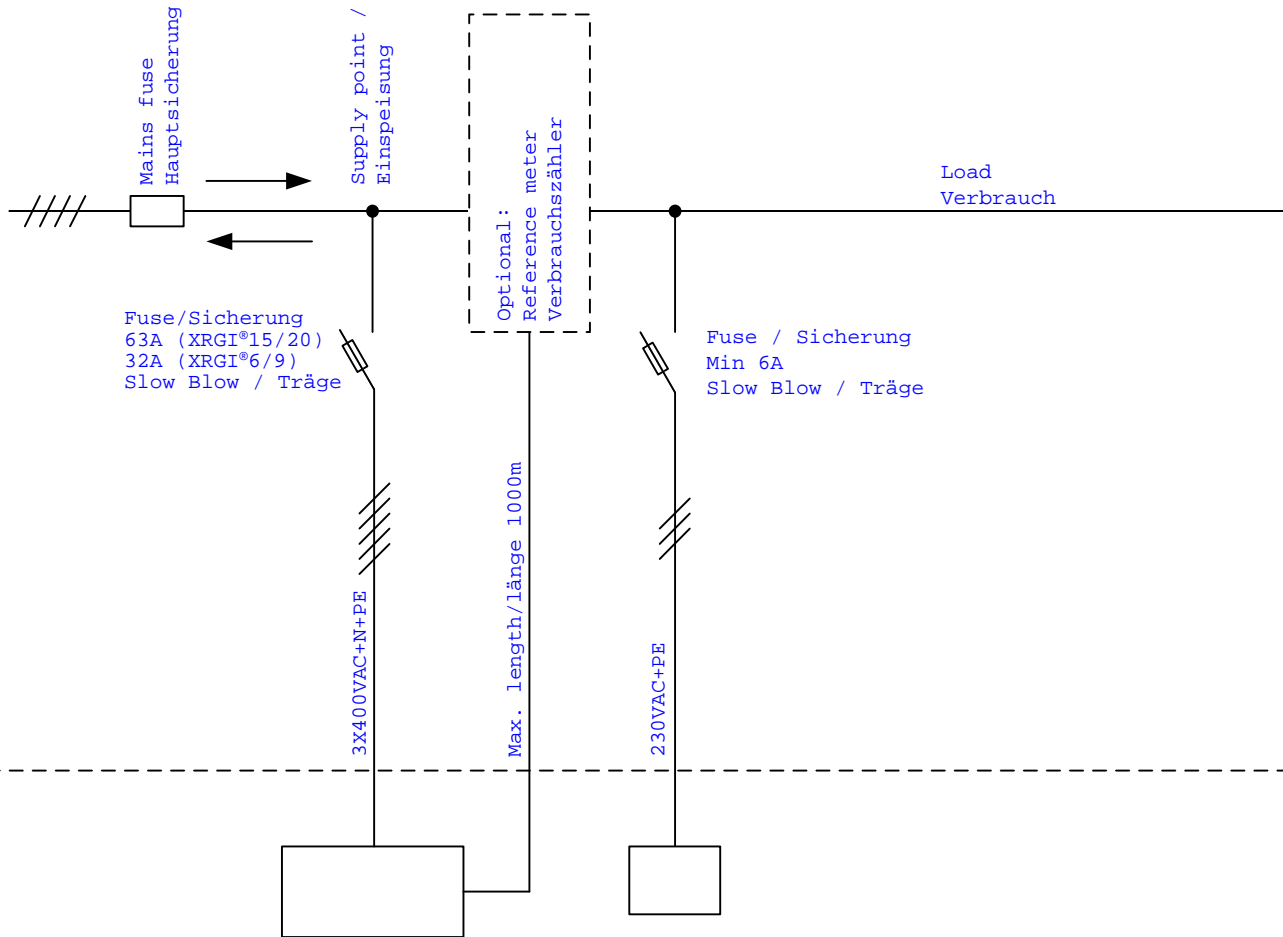 Mains fuse
Hauptsicherung
Supply point /
Einspeisung
Optional:
Reference meter
Verbrauchszähler
Load
Verbrauch
Fuse/Sicherung
63A (XRGI®15/20)
32A (XRGI®6/9)
Slow Blow / Träge
Fuse / Sicherung
Min 6A
Slow Blow / Träge
3X400VAC+N+PE
Max. length/länge 1000m
230VAC+PE